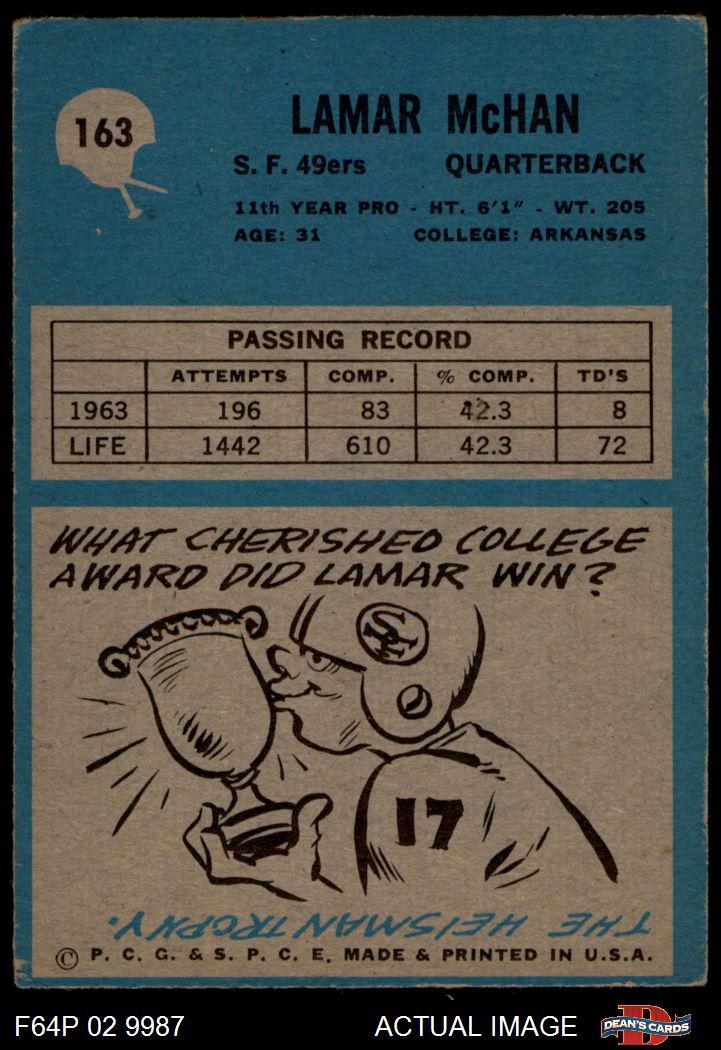 163
LAMAR McHAN
S. F. 49ers QUARTERBACK
11th YEAR PRO - HT. 6'1" - WT. 205
AGE: 31 COLLEGE: ARKANSAS
PASSING RECORD
ATTEMPTS COMP. % COMP. TD'S
1963 196 83 42.3 8
LIFE 1442 610 42.3 72
WHAT CHERISHED COLLEGE
AWARD DID LAMAR WIN?
SF
17
THE HEISMAN TROPHY.
© P. C. G. & S. P. C. E. MADE & PRINTED IN U.S.A.
F64P 02 9987 ACTUAL IMAGE D DEAN'S CARDS